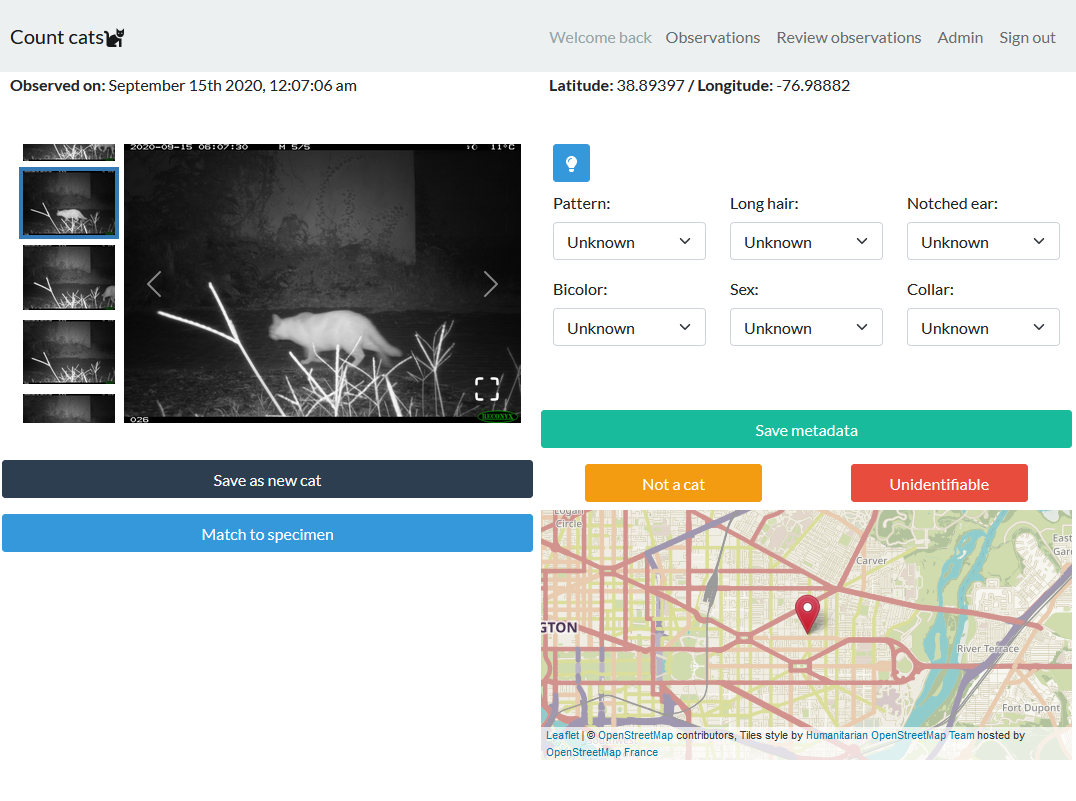 Count cats
Welcome back Observations Review observations Admin Sign out
Observed on: September 15th 2020, 12:07:06 am
Latitude: 38.89397 / Longitude: -76.98882
2020-09-15 06:07:30 M 5/5 11°C
026
RECONYX
Pattern: Long hair: Notched ear:
Unknown Unknown Unknown
Bicolor: Sex: Collar:
Unknown Unknown Unknown
Save metadata
Save as new cat
Not a cat Unidentifiable
Match to specimen
Logan
Circle
Carver
East
Gar
GTON
River Terrace
Fort Dupont
Leaflet | © OpenStreetMap contributors, Tiles style by Humanitarian OpenStreetMap Team hosted by
OpenStreetMap France